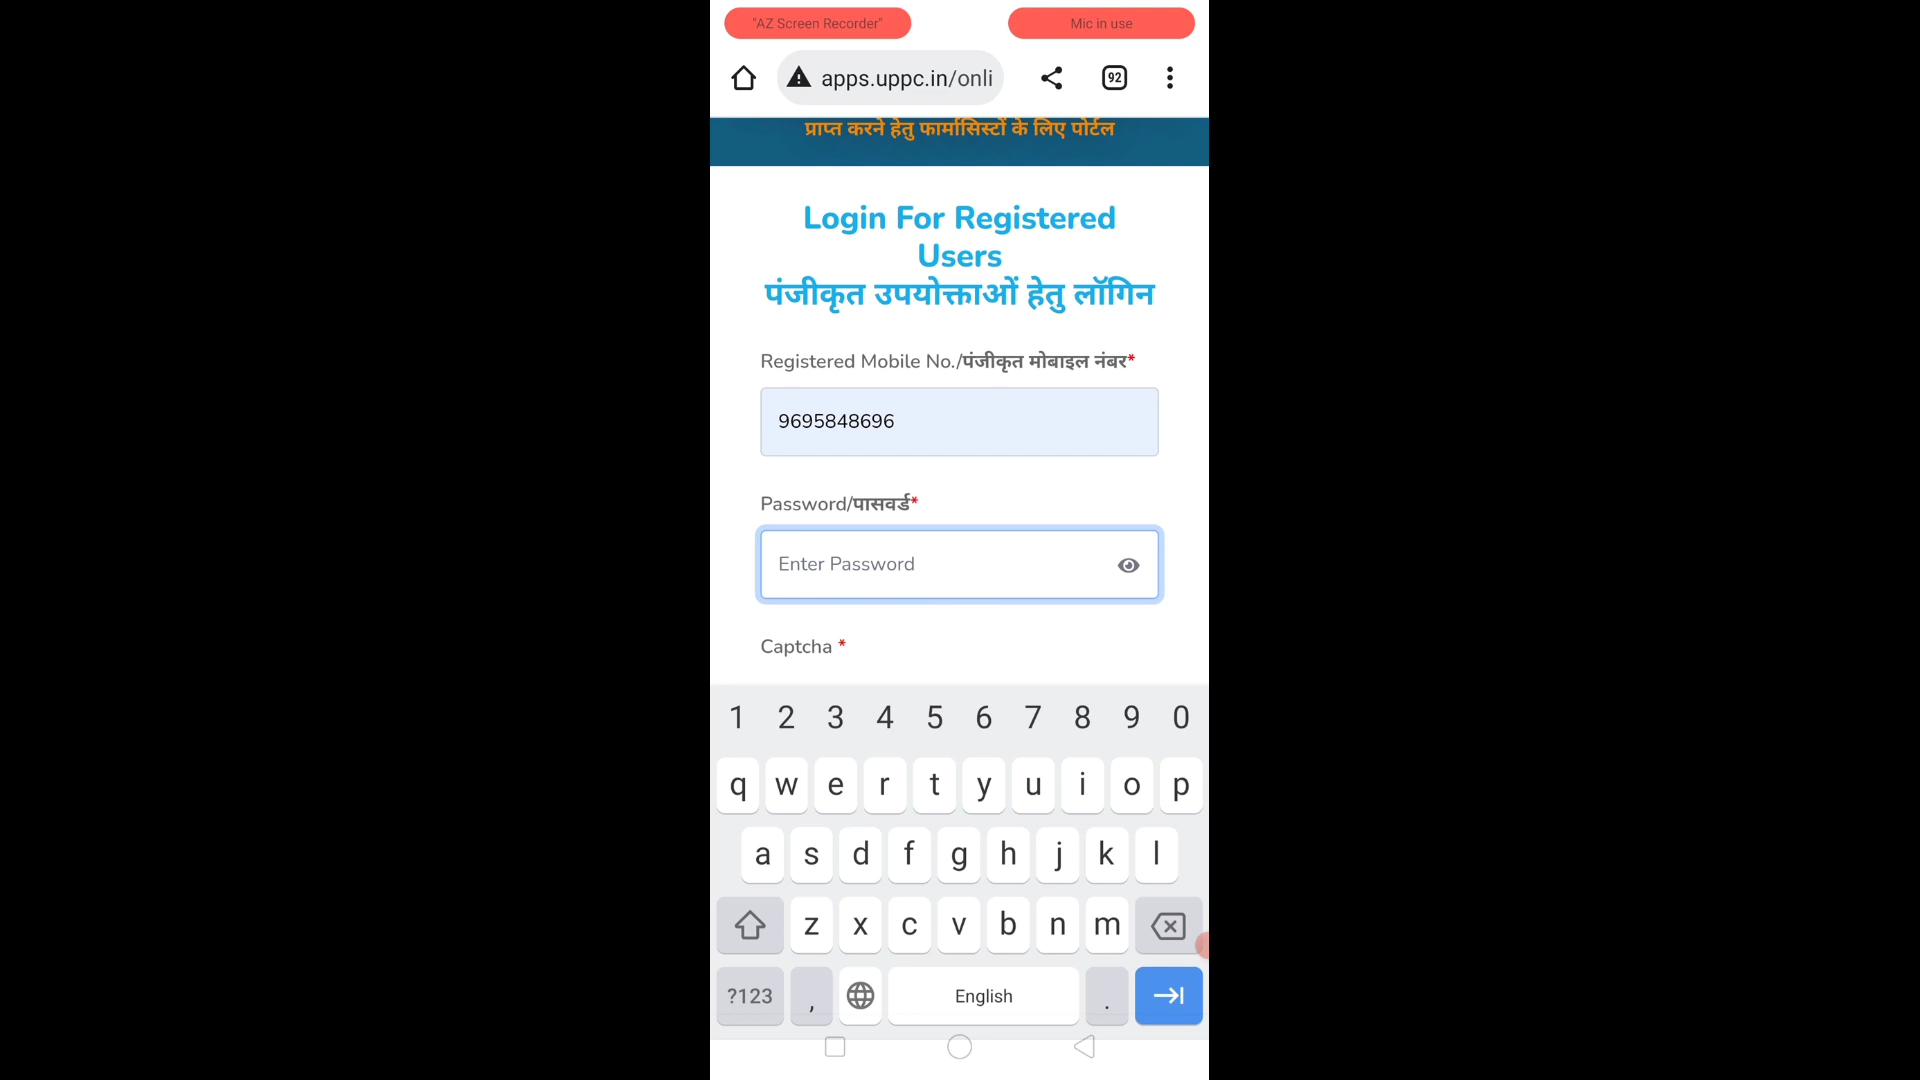 "AZ Screen Recorder"
Mic in use
apps.uppc.in/onli
92
प्राप्त करने हेतु फार्मासिस्टों के लिए पोर्टल
Login For Registered
Users
पंजीकृत उपयोक्ताओं हेतु लॉगिन
Registered Mobile No./पंजीकृत मोबाइल नंबर*
9695848696
Password/पासवर्ड*
Enter Password
Captcha *
1 2 3 4 5 6 7 8 9 0
q w e r t y u i o p
a s d f g h j k l
z x c v b n m
?123 , English .